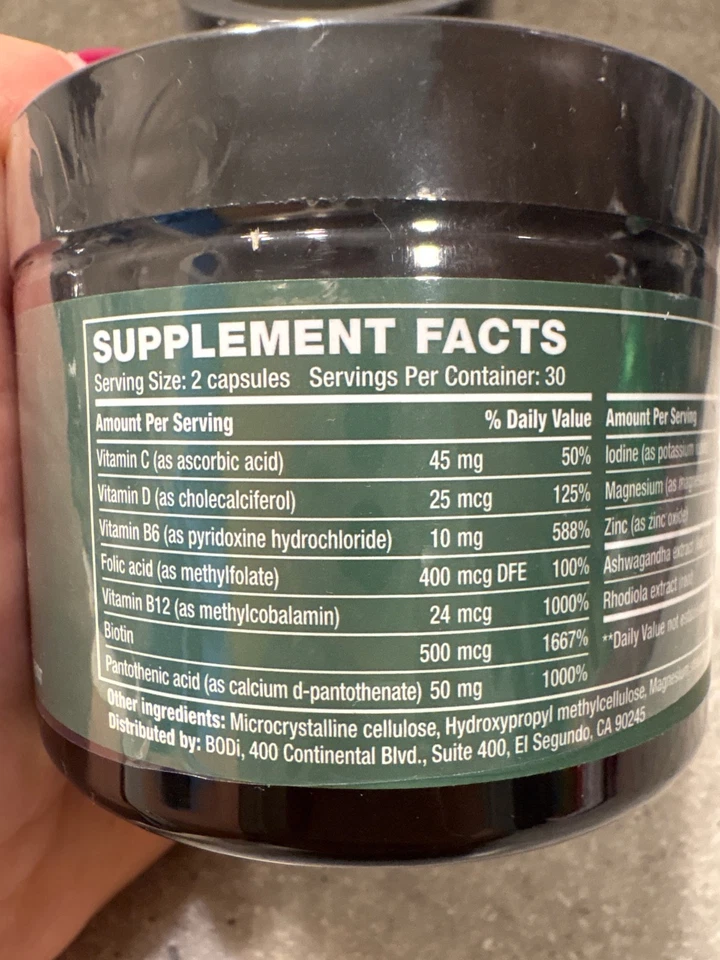 SUPPLEMENT FACTS
Serving Size: 2 capsules Servings Per Container: 30
Amount Per Serving % Daily Value
Vitamin C (as ascorbic acid) 45 mg 50%
Vitamin D (as cholecalciferol) 25 mcg 125%
Vitamin B6 (as pyridoxine hydrochloride) 10 mg 588%
Folic acid (as methylfolate) 400 mcg DFE 100%
Vitamin B12 (as methylcobalamin) 24 mcg 1000%
Biotin 500 mcg 1667%
Pantothenic acid (as calcium d-pantothenate) 50 mg 1000%
Amount Per Serving
Iodine (as potassium
Magnesium (as
Zinc (as zinc oxide)
Ashwagandha extract
Rhodiola extract (root)
**Daily Value not
Other ingredients: Microcrystalline cellulose, Hydroxypropyl methylcellulose, Magnesium
Distributed by: BODi, 400 Continental Blvd., Suite 400, El Segundo, CA 90245